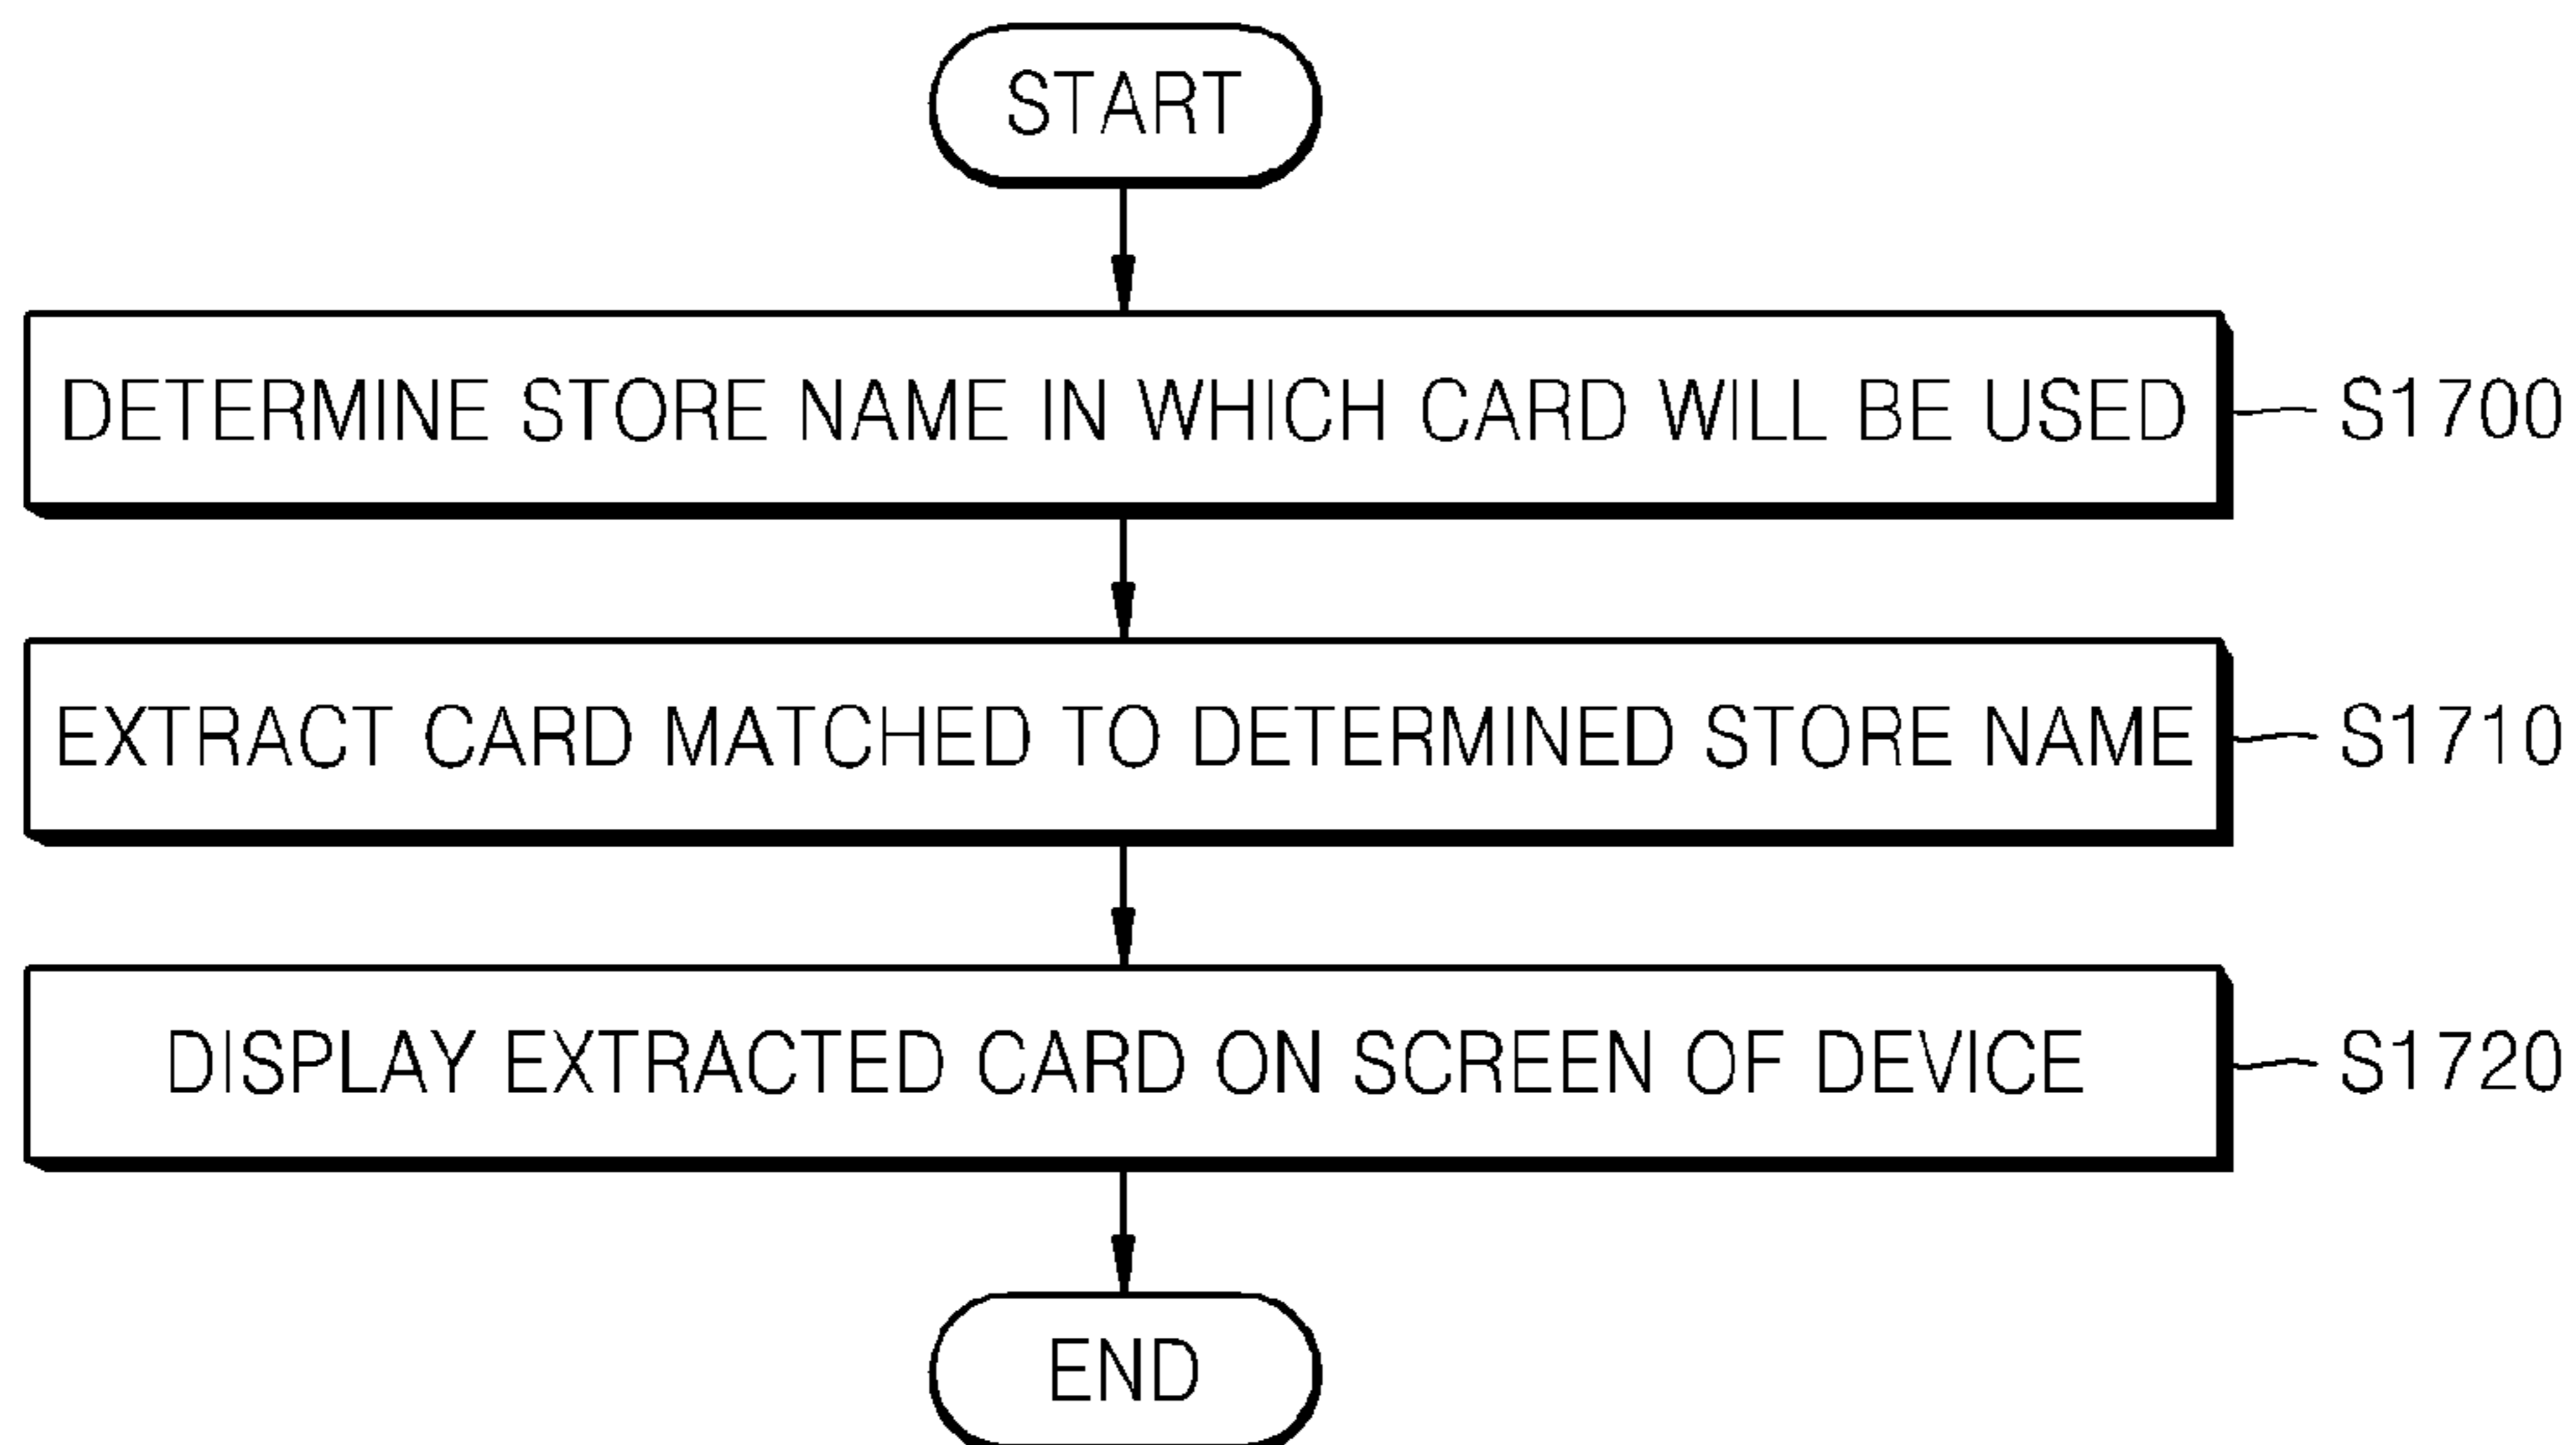 START
DETERMINE STORE NAME IN WHICH CARD WILL BE USED
S1700
EXTRACT CARD MATCHED TO DETERMINED STORE NAME
S1710
DISPLAY EXTRACTED CARD ON SCREEN OF DEVICE
S1720
END